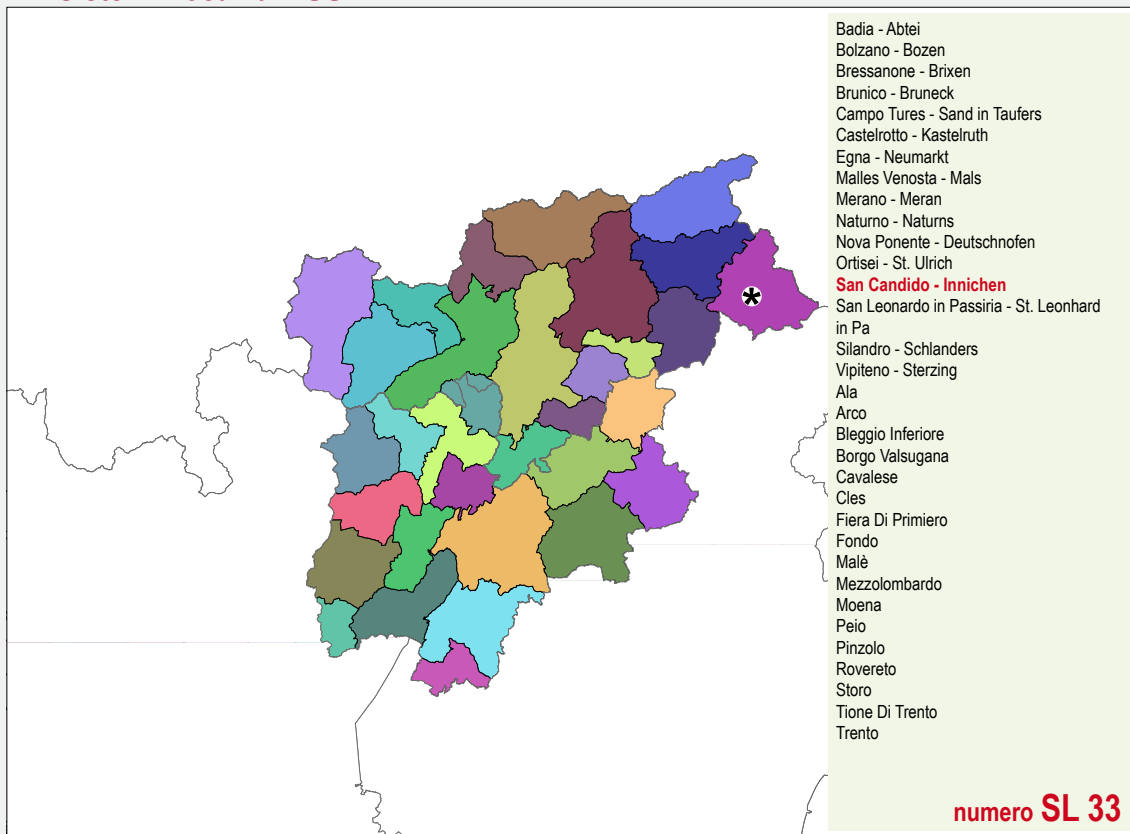 Badia - Abtei
Bolzano - Bozen
Bressanone - Brixen
Brunico - Bruneck
Campo Tures - Sand in Taufers
Castelrotto - Kastelruth
Egna - Neumarkt
Malles Venosta - Mals
Merano - Meran
Naturno - Naturns
Nova Ponente - Deutschnofen
Ortisei - St. Ulrich
San Candido - Innichen
San Leonardo in Passiria - St. Leonhard
in Pa
Silandro - Schlanders
Vipiteno - Sterzing
Ala
Arco
Bleggio Inferiore
Borgo Valsugana
Cavalese
Cles
Fiera Di Primiero
Fondo
Malè
Mezzolombardo
Moena
Peio
Pinzolo
Rovereto
Storo
Tione Di Trento
Trento
numero SL 33